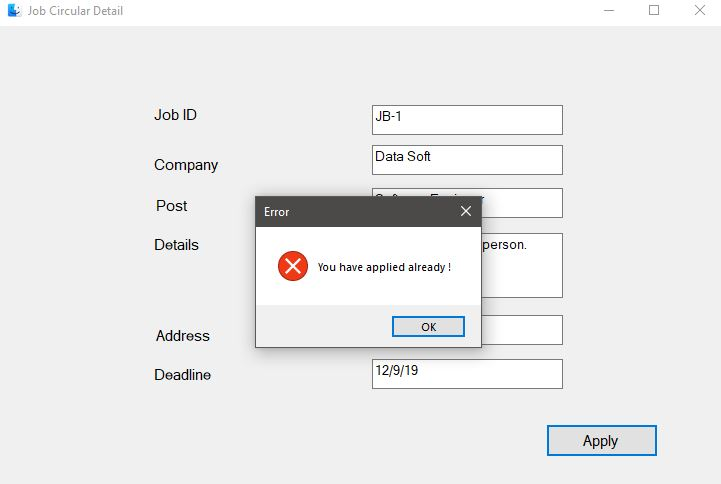 Job Circular Detail
Job ID
JB-1
Company
Data Soft
Post
Details
person.
Address
Deadline
12/9/19
Apply
Error
You have applied already !
OK